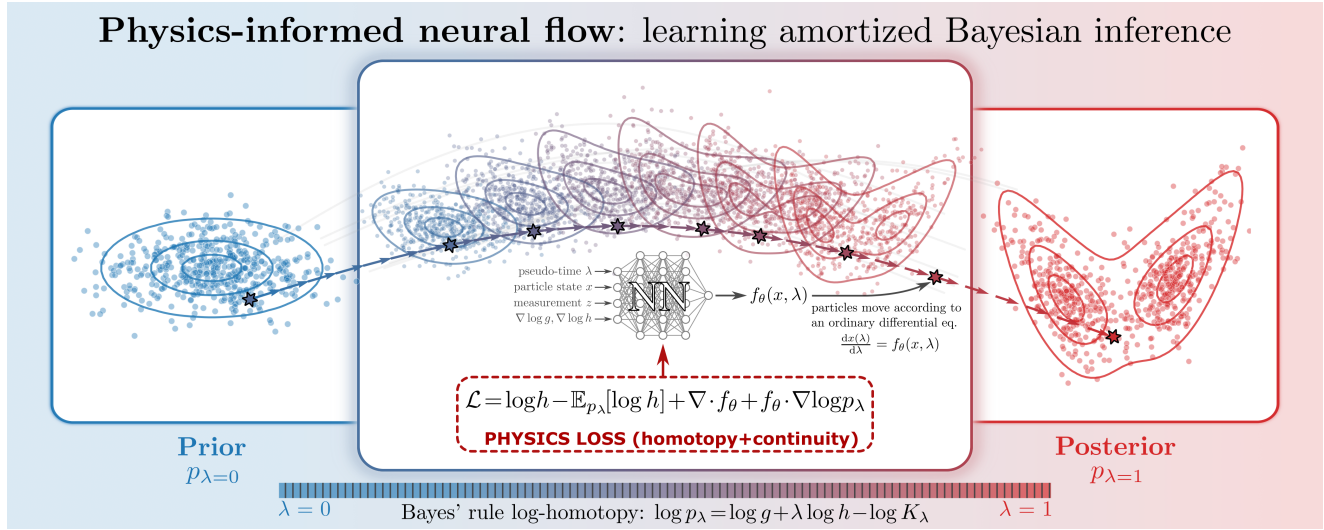 Physics-informed neural flow: learning amortized Bayesian inference
pseudo-time λ
particle state x
measurement z
∇ log g, ∇ log h
NN
f_θ(x, λ)
particles move according to
an ordinary differential eq.
dx(λ)/dλ = f_θ(x, λ)
ℒ = log h − 𝔼_{p_λ}[log h] + ∇ · f_θ + f_θ · ∇log p_λ
PHYSICS LOSS (homotopy+continuity)
Prior
p_{λ=0}
Posterior
p_{λ=1}
λ = 0
λ = 1
Bayes' rule log-homotopy: log p_λ = log g + λ log h − log K_λ